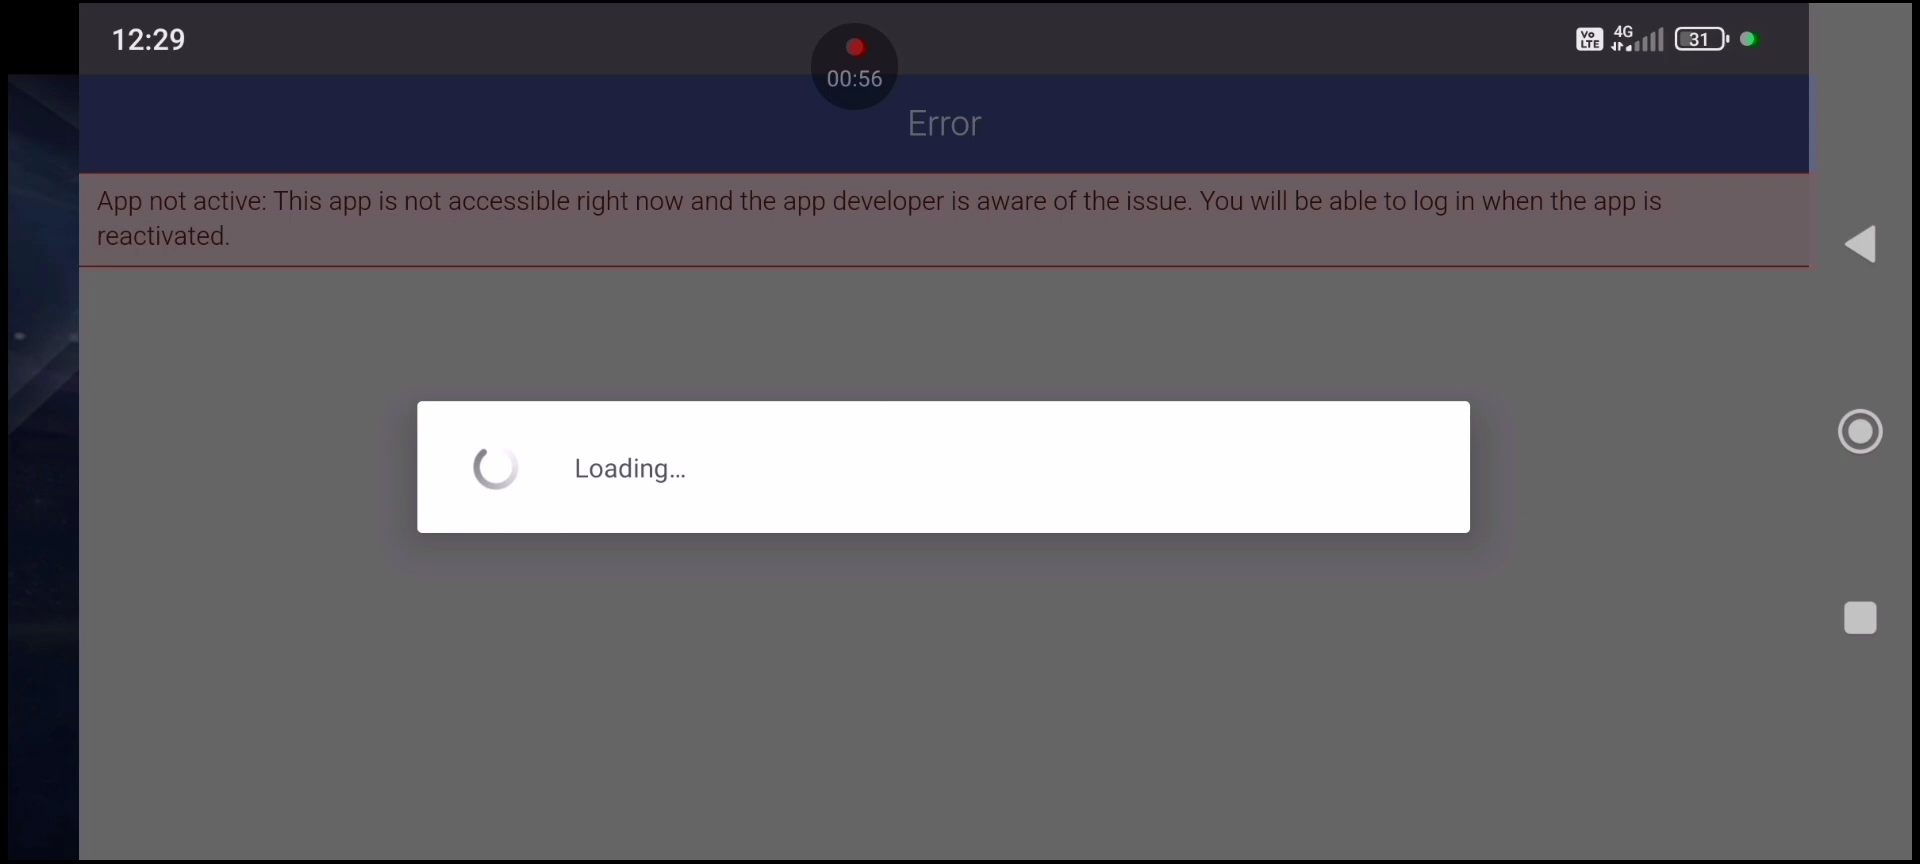 12:29
Vo LTE 4G 31
00:56
Error
App not active: This app is not accessible right now and the app developer is aware of the issue. You will be able to log in when the app is
reactivated.
Loading...